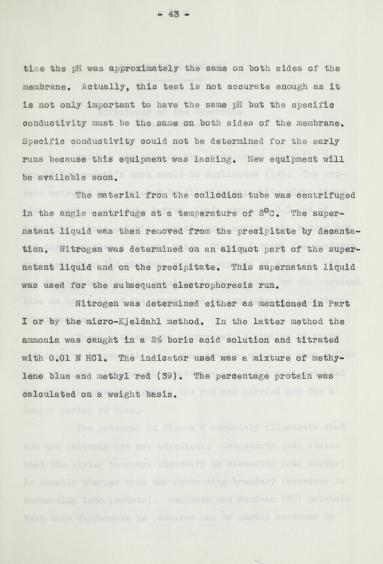 - 43 -
time the pH was approximately the same on both sides of the
membrane. Actually, this test is not accurate enough as it
is not only important to have the same pH but the specific
conductivity must be the same on both sides of the membrane.
Specific conductivity could not be determined for the early
runs because this equipment was lacking. New equipment will
be available soon.
The material from the collodion tube was centrifuged
in the angle centrifuge at a temperature of 2°C. The super-
natant liquid was then removed from the precipitate by decanta-
tion. Nitrogen was determined on an aliquot part of the super-
natant liquid and on the precipitate. This supernatant liquid
was used for the subsequent electrophoresis run.
Nitrogen was determined either as mentioned in Part
I or by the micro-Kjeldahl method. In the latter method the
ammonia was caught in a 2% boric acid solution and titrated
with 0.01 N HCl. The indicator used was a mixture of methy-
lene blue and methyl red (39). The percentage protein was
calculated on a weight basis.